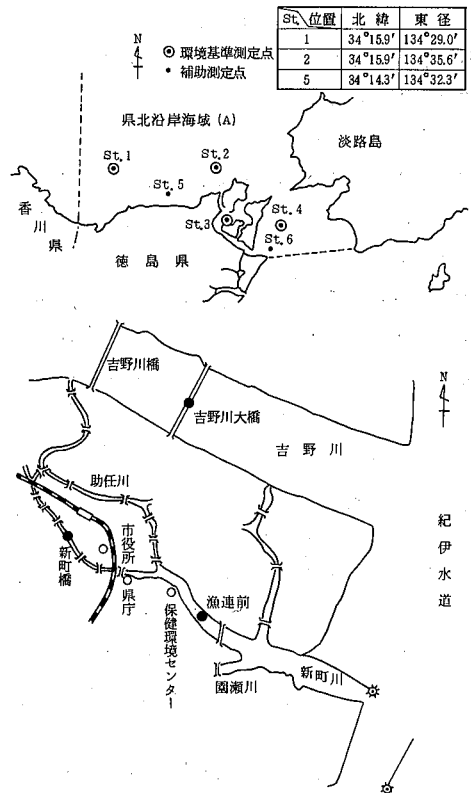 St. 位置 北緯 東径
1 34°15.9′ 134°29.0′
2 34°15.9′ 134°35.6′
5 34°14.3′ 134°32.3′
N
環境基準測定点
補助測定点
県北沿岸海域(A)
淡路島
St.1
St.2
St.5
St.3
St.4
St.6
香川県
徳島県
吉野川橋
吉野川大橋
N
吉野川
助任川
紀伊水道
市役所
新町橋
県庁
漁連前
保健環境センター
新町川
園瀬川